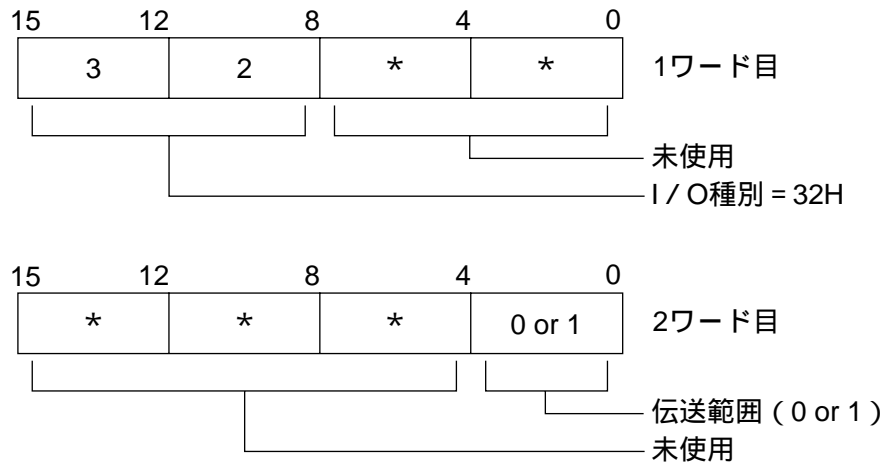 15 12 8 4 0
3 2 * * 1ワード目
未使用
I/O種別 = 32H
15 12 8 4 0
* * * 0 or 1 2ワード目
伝送範囲(0 or 1)
未使用